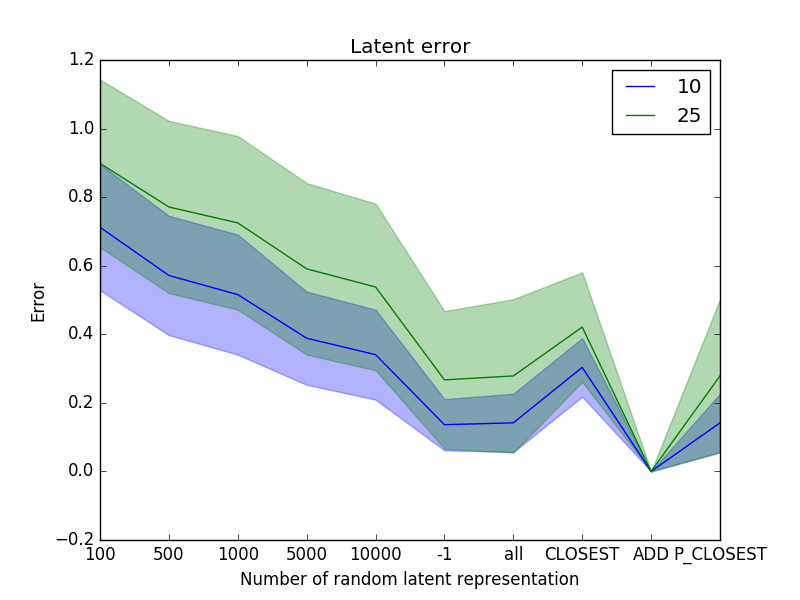 Latent error
1.2
1.0
0.8
0.6
0.4
0.2
0.0
−0.2
Error
10
25
100 500 1000 5000 10000 -1 all CLOSEST ADD P_CLOSEST
Number of random latent representation